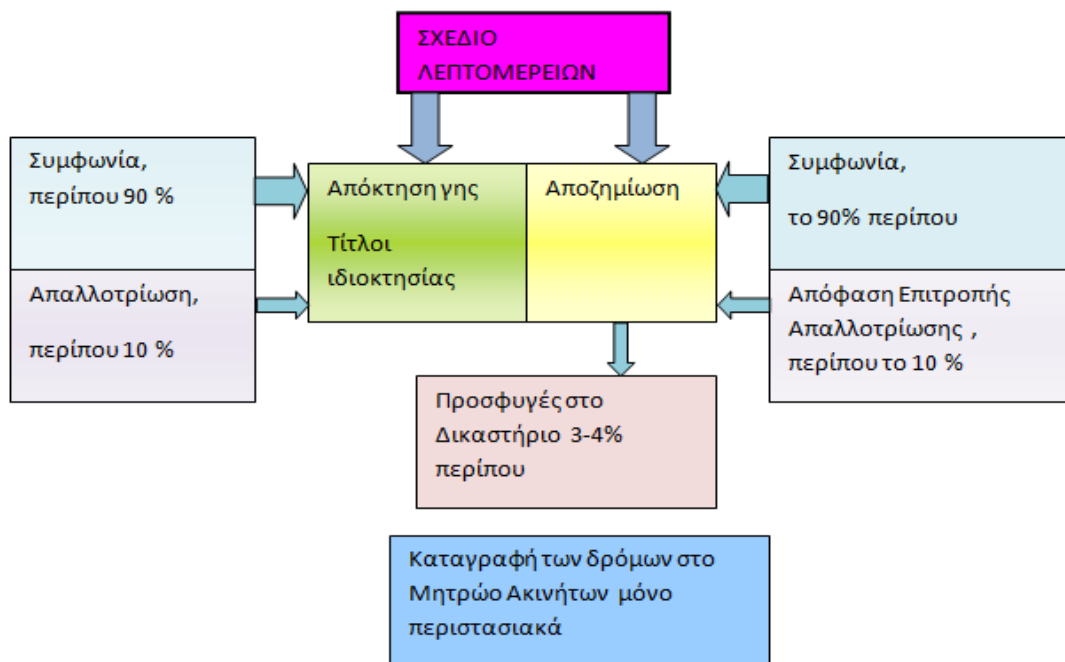 ΣΧΕΔΙΟ
ΛΕΠΤΟΜΕΡΕΙΩΝ
Συμφωνία,
περίπου 90 %
Απαλλοτρίωση,
περίπου 10 %
Απόκτηση γης
Τίτλοι
ιδιοκτησίας
Αποζημίωση
Συμφωνία,
το 90% περίπου
Απόφαση Επιτροπής
Απαλλοτρίωσης ,
περίπου το 10 %
Προσφυγές στο
Δικαστήριο 3-4%
περίπου
Καταγραφή των δρόμων στο
Μητρώο Ακινήτων μόνο
περιστασιακά